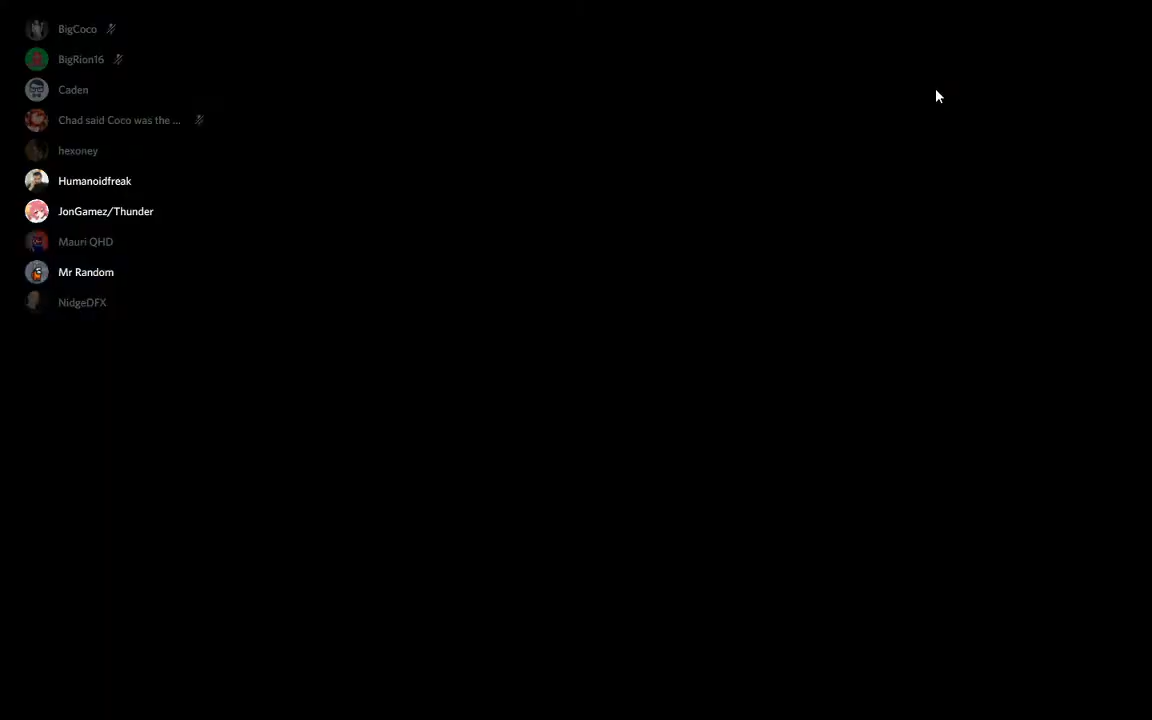 BigCoco
BigRion16
Caden
Chad said Coco was the ...
hexoney
Humanoidfreak
JonGamez/Thunder
Mauri QHD
Mr Random
NidgeDFX